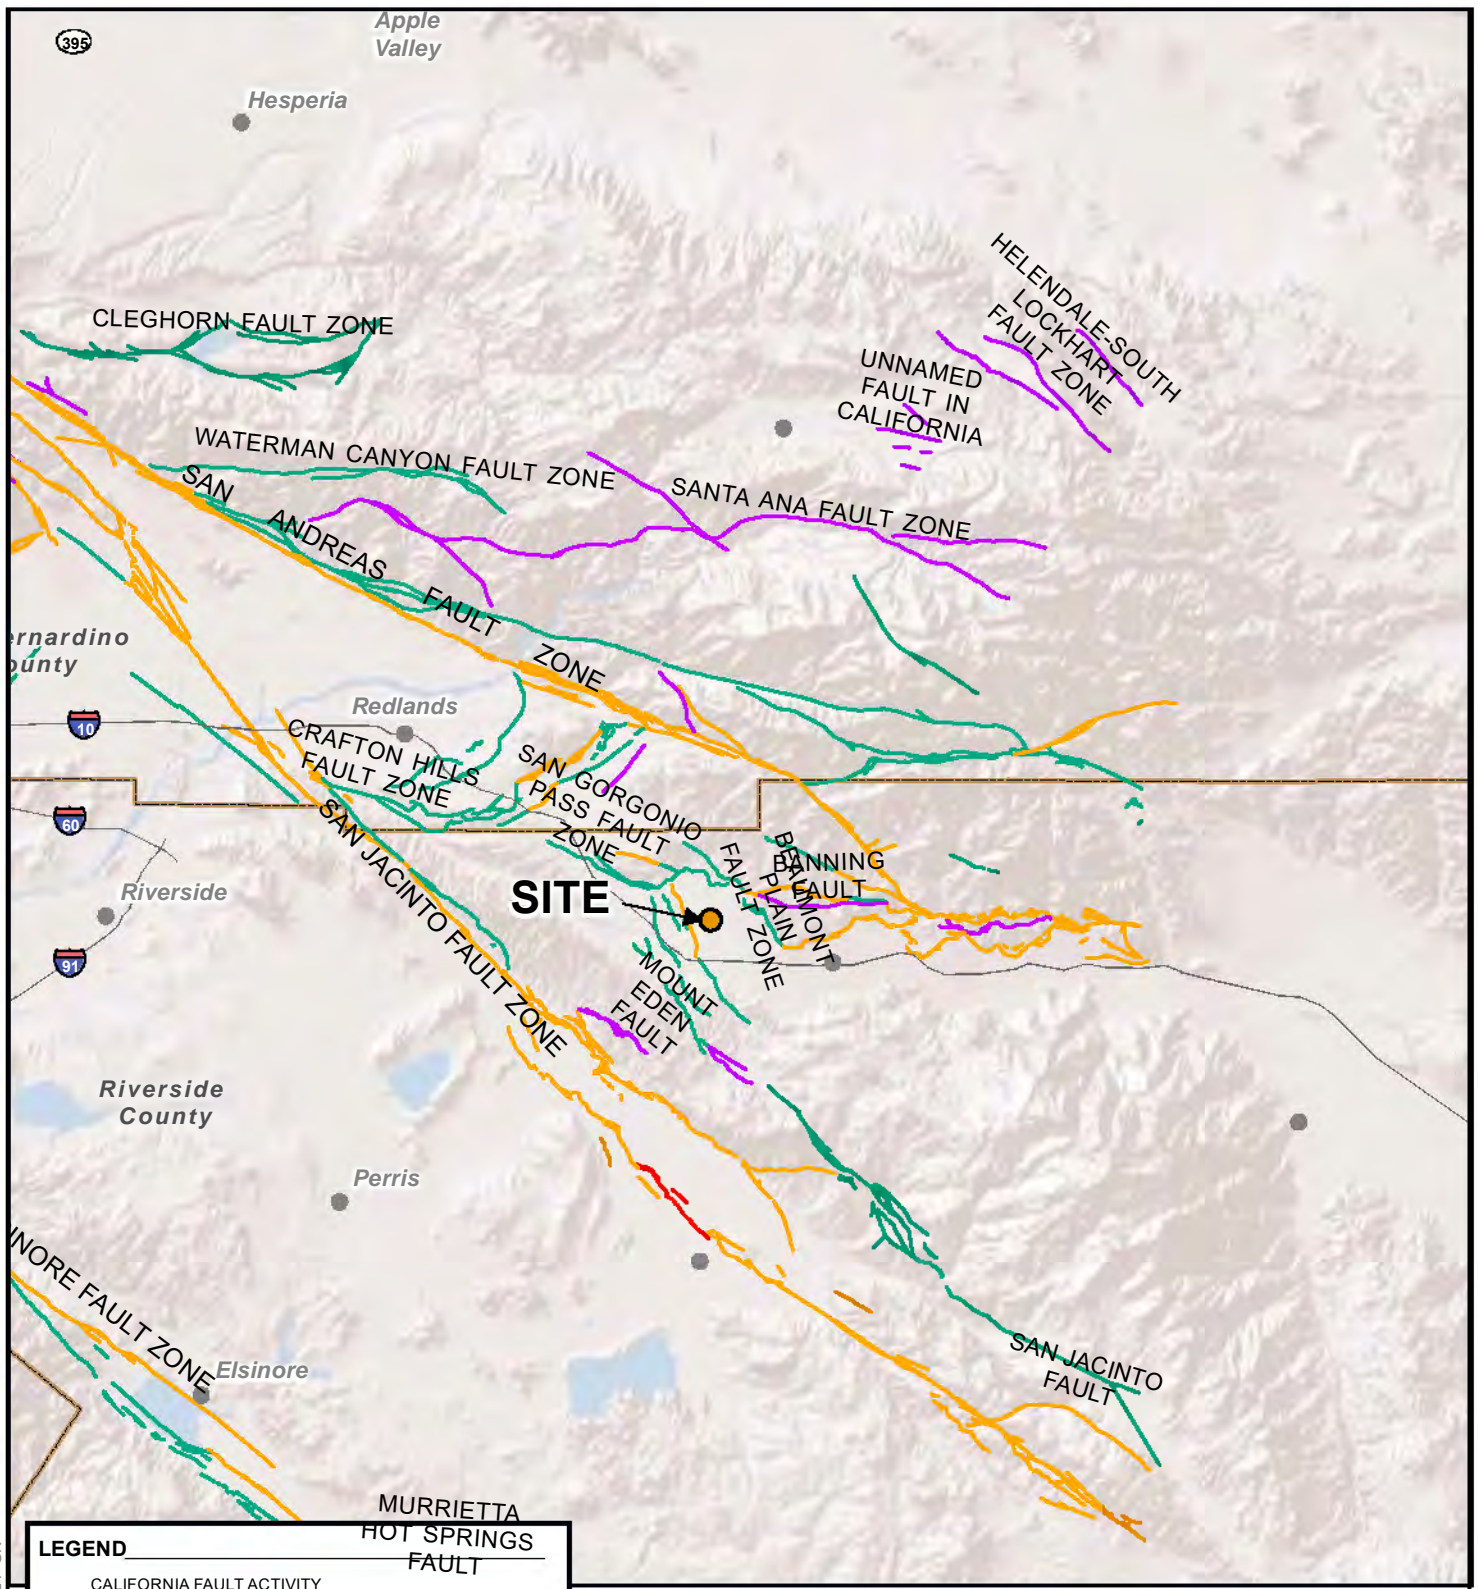 Apple
Valley
395
Hesperia
HELENDALE-SOUTH
LOCKHART
FAULT ZONE
CLEGHORN FAULT ZONE
UNNAMED
FAULT IN
CALIFORNIA
WATERMAN CANYON FAULT ZONE
SANTA ANA FAULT ZONE
SAN
ANDREAS
FAULT
ZONE
ernardino
ounty
Redlands
10
CRAFTON HILLS
FAULT ZONE
SAN GORGONIO
PASS FAULT
ZONE
60
SAN JACINTO FAULT ZONE
BEAUMONT
PLAIN
FAULT ZONE
BANNING
FAULT
Riverside
SITE
91
MOUNT
EDEN
FAULT
Riverside
County
Perris
INORE FAULT ZONE
Elsinore
SAN JACINTO
FAULT
MURRIETTA
HOT SPRINGS
FAULT
LEGEND
CALIFORNIA FAULT ACTIVITY